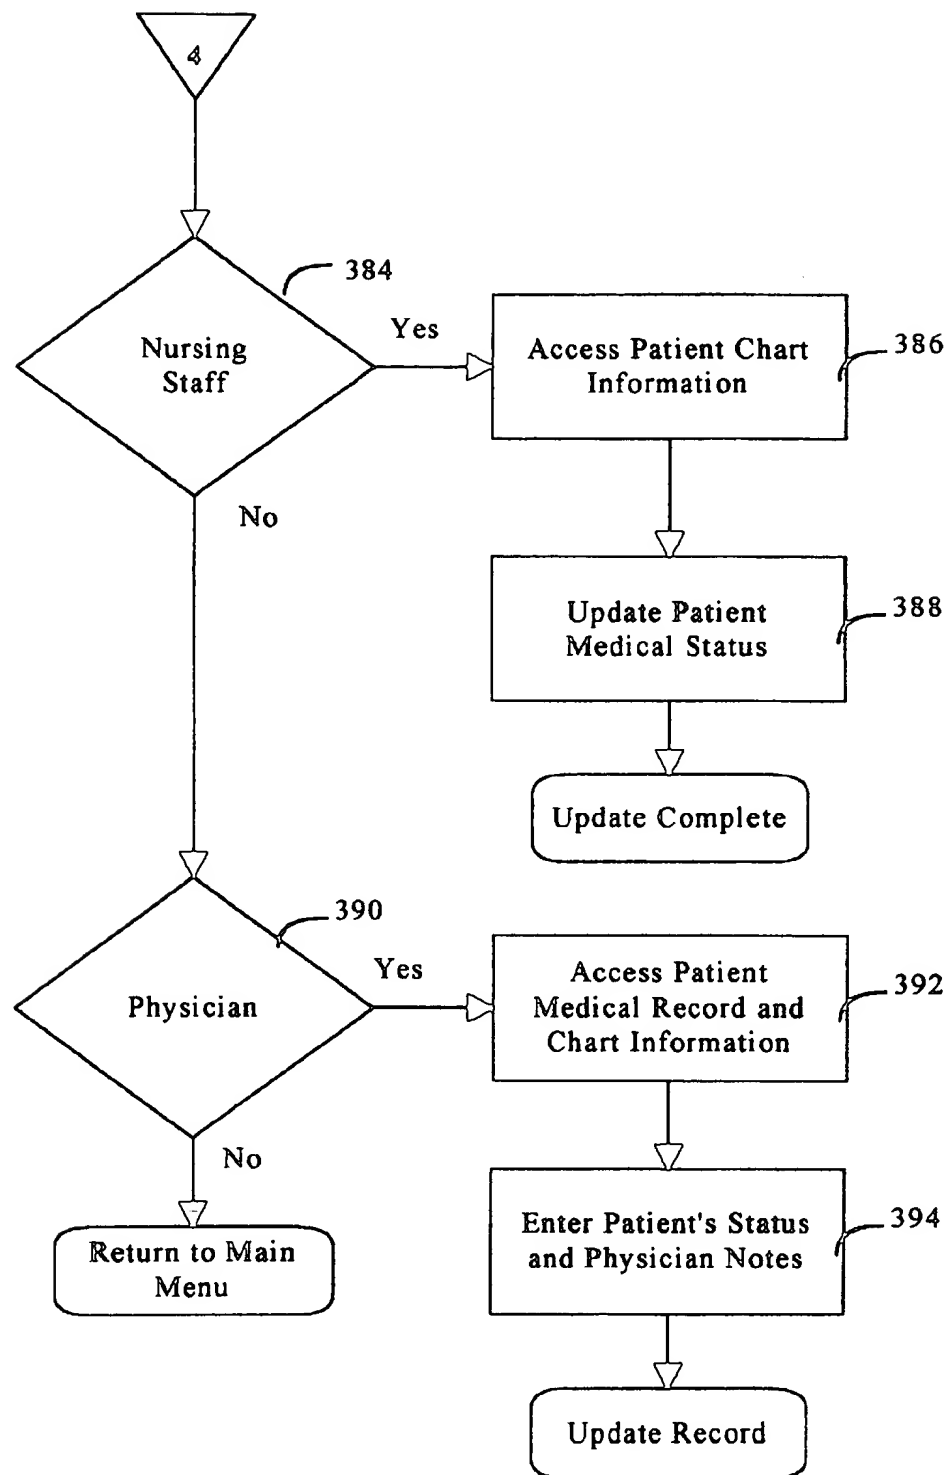 4
384
Nursing
Staff
Yes
Access Patient Chart
Information
386
No
Update Patient
Medical Status
388
Update Complete
390
Physician
Yes
Access Patient
Medical Record and
Chart Information
392
No
Return to Main
Menu
Enter Patient's Status
and Physician Notes
394
Update Record